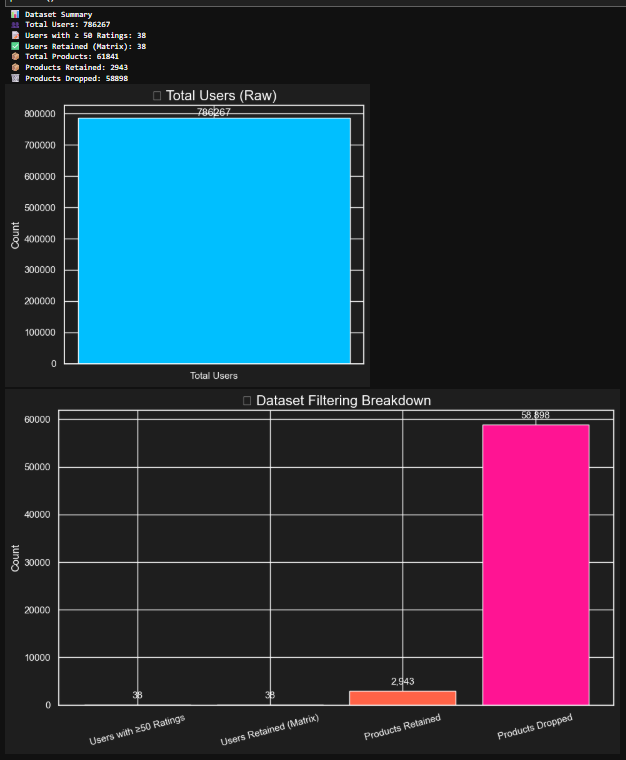 📊 Dataset Summary
👥 Total Users: 786267
📝 Users with ≥ 50 Ratings: 38
✅ Users Retained (Matrix): 38
📦 Total Products: 61841
📦 Products Retained: 2943
🗑 Products Dropped: 58898
Total Users (Raw)
786267
800000
700000
600000
500000
400000
300000
200000
100000
0
Count
Total Users
Dataset Filtering Breakdown
58,898
60000
50000
40000
30000
20000
10000
0
Count
38
38
2,943
Users with ≥50 Ratings
Users Retained (Matrix)
Products Retained
Products Dropped